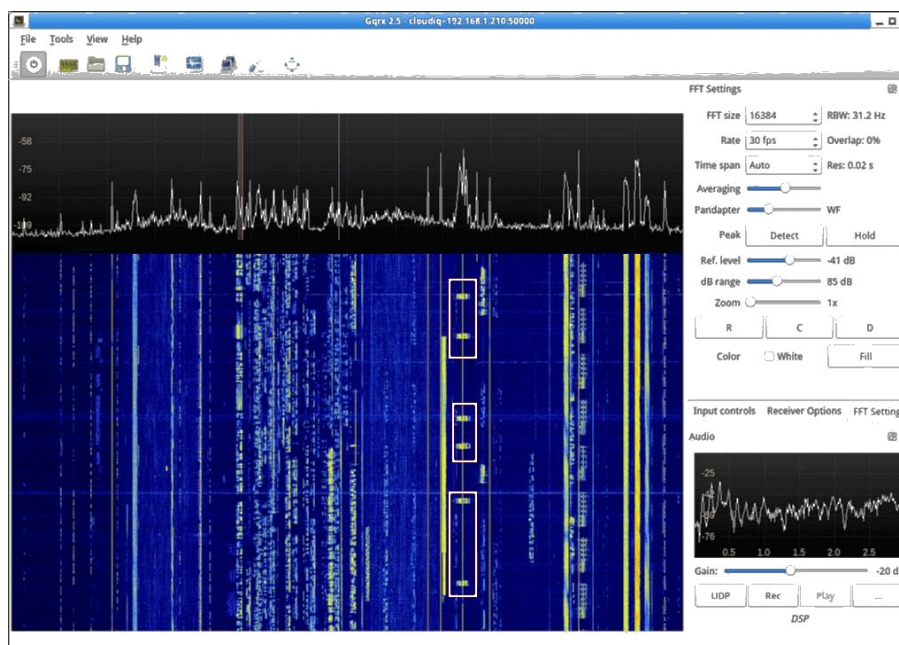 Gqrx 2.5 - cloudiq-192.168.1.210:50000
File Tools View Help
FFT Settings
FFT size 16384 RBW: 31.2 Hz
Rate 30 fps Overlap: 0%
Time span Auto Res: 0.02 s
Averaging
Pandapter WF
Peak Detect Hold
Ref. level -41 dB
dB range 85 dB
Zoom 1x
R C D
Color White Fill
Input controls Receiver Options FFT Setting
Audio
-58
-75
-92
-25
-76
0.5 1.0 1.5 2.0 2.5
Gain: -20 d
UDP Rec Play ...
DSP